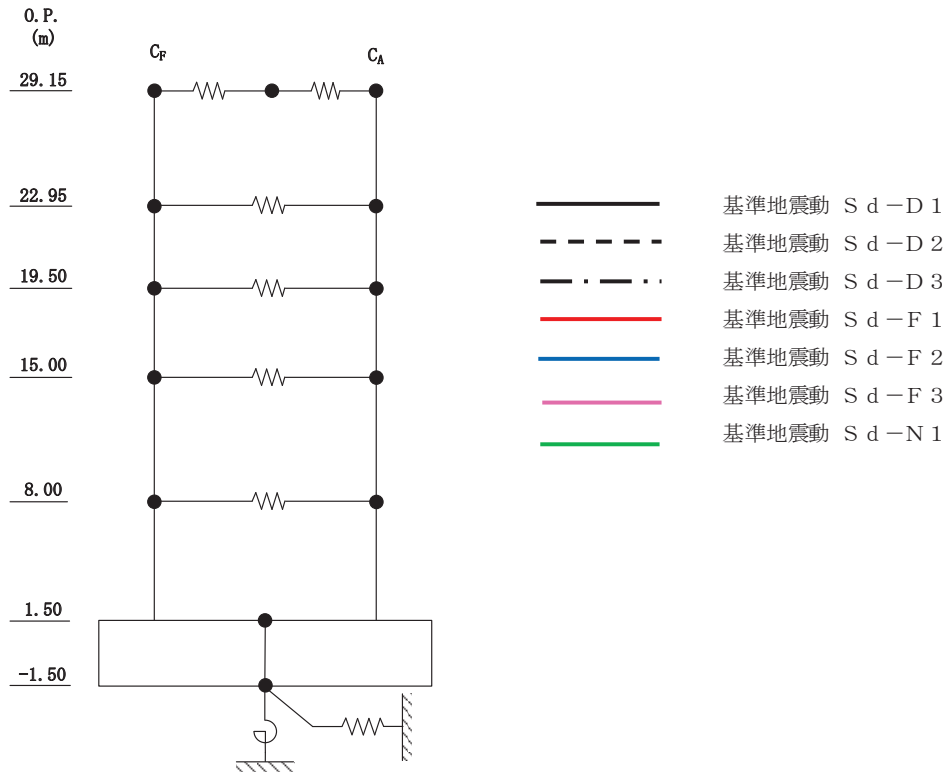 O.P.
(m)
C_F
C_A
29.15
22.95
19.50
15.00
8.00
1.50
-1.50
基準地震動 Ｓｄ－Ｄ１
基準地震動 Ｓｄ－Ｄ２
基準地震動 Ｓｄ－Ｄ３
基準地震動 Ｓｄ－Ｆ１
基準地震動 Ｓｄ－Ｆ２
基準地震動 Ｓｄ－Ｆ３
基準地震動 Ｓｄ－Ｎ１